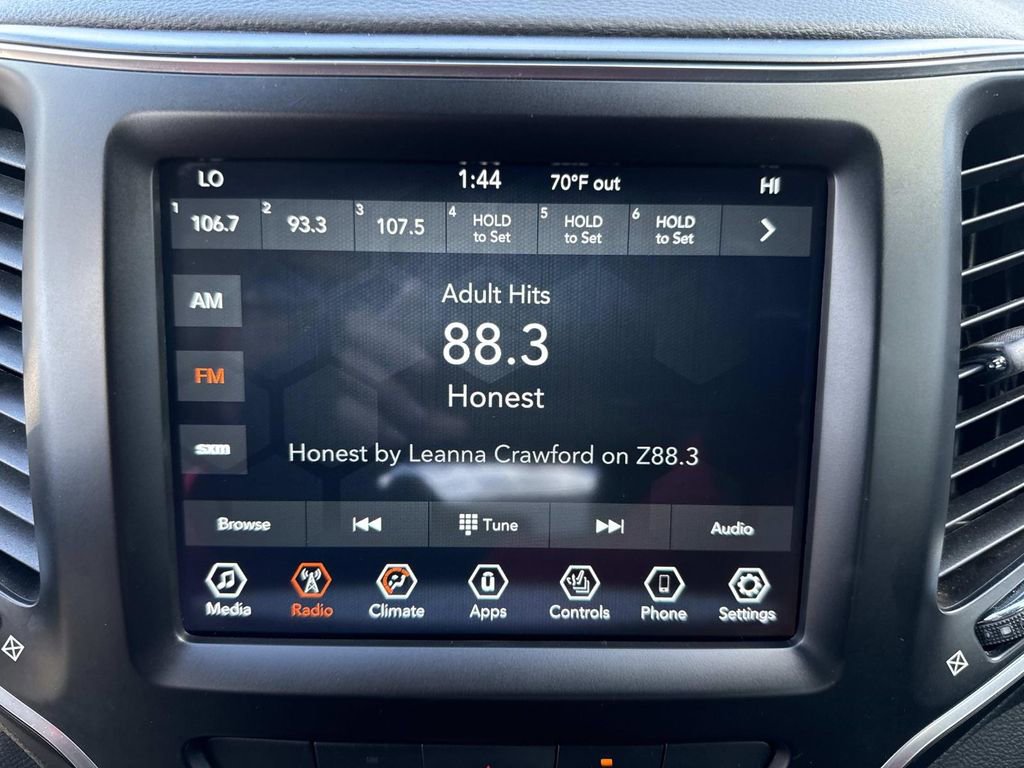 LO 1:44 70°F out HI
1 106.7 2 93.3 3 107.5 4 HOLD to Set 5 HOLD to Set 6 HOLD to Set
AM
Adult Hits
88.3
FM
Honest
sxm
Honest by Leanna Crawford on Z88.3
Browse Tune Audio
Media Radio Climate Apps Controls Phone Settings